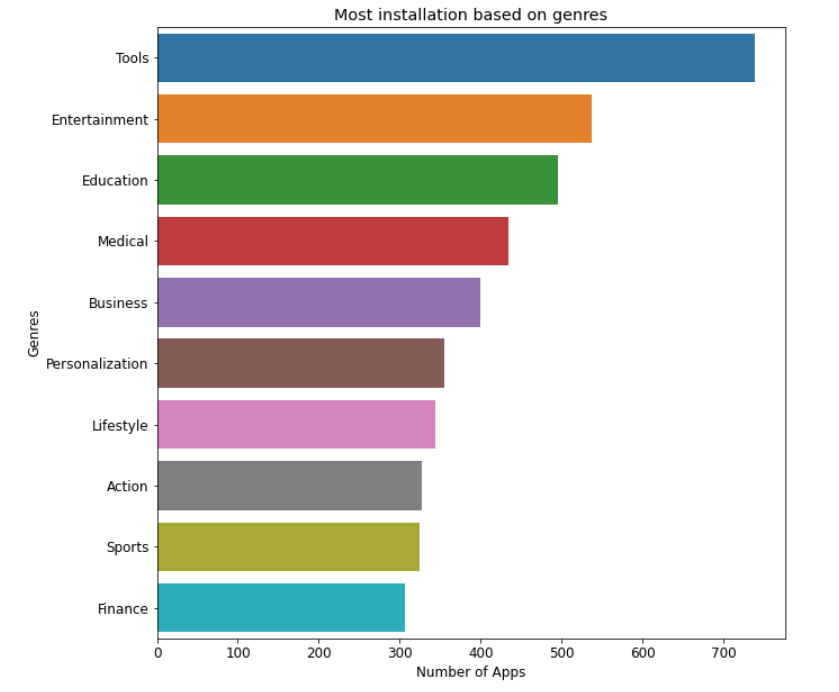 Most installation based on genres
Tools
Entertainment
Education
Medical
Business
Personalization
Lifestyle
Action
Sports
Finance
Genres
0 100 200 300 400 500 600 700
Number of Apps